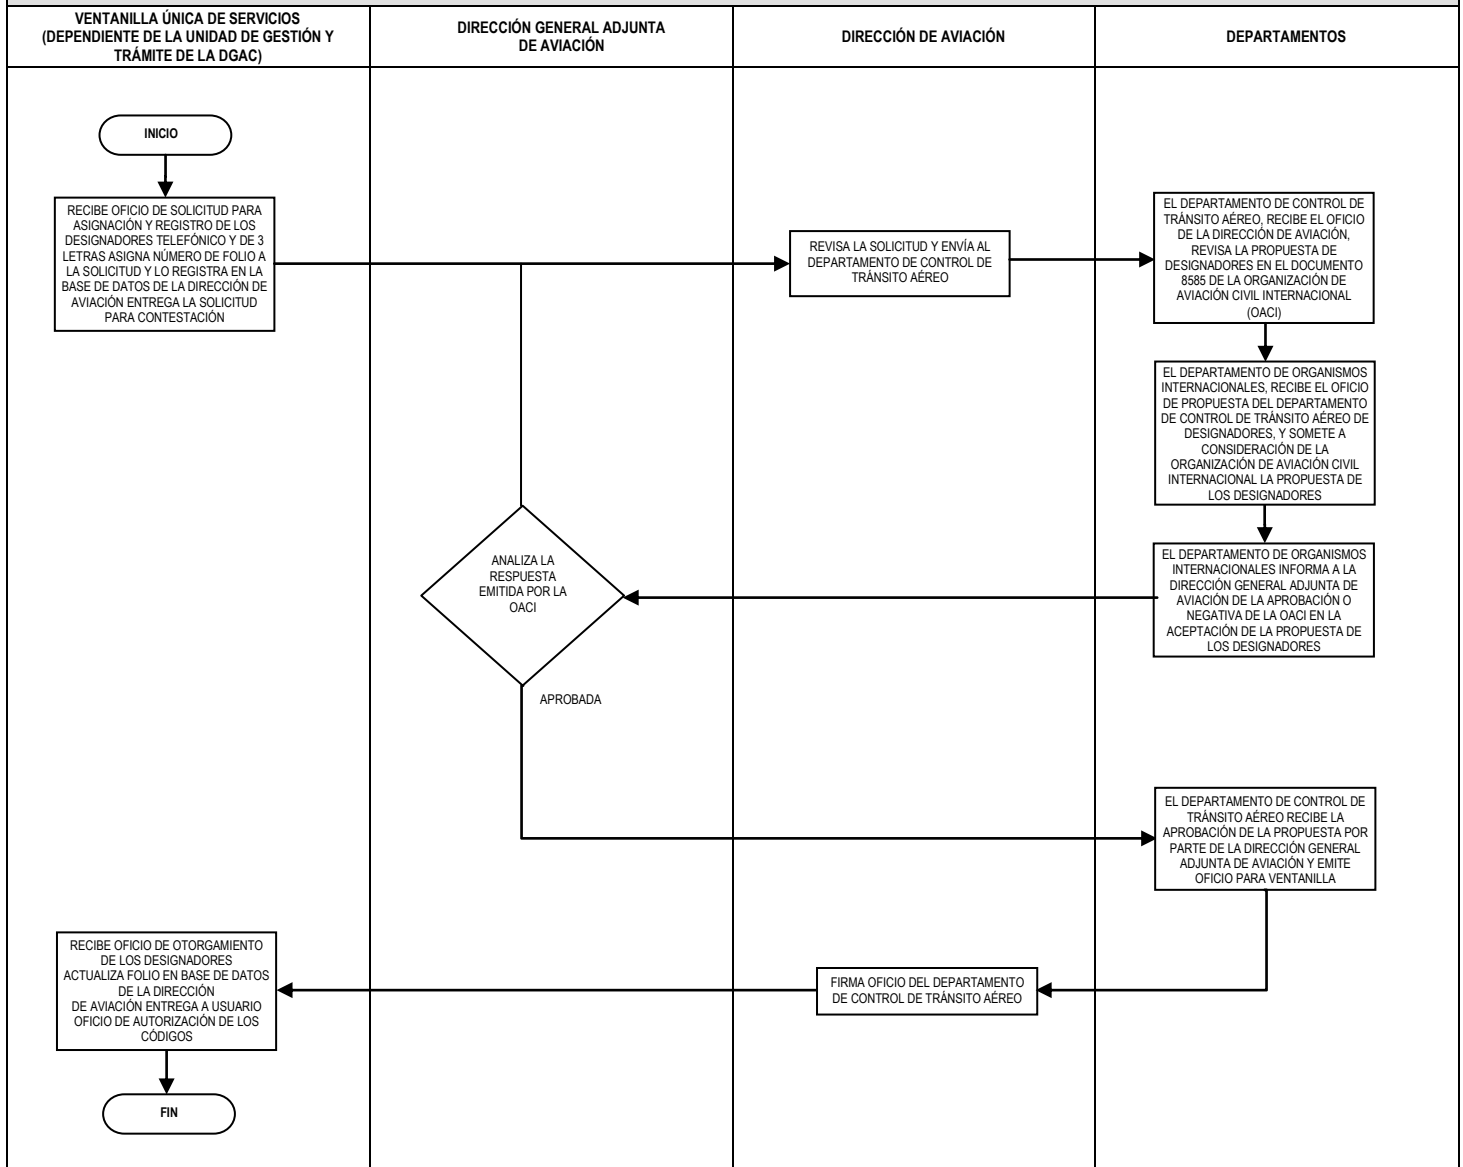 VENTANILLA ÚNICA DE SERVICIOS
(DEPENDIENTE DE LA UNIDAD DE GESTIÓN Y
TRÁMITE DE LA DGAC)
DIRECCIÓN GENERAL ADJUNTA
DE AVIACIÓN
DIRECCIÓN DE AVIACIÓN
DEPARTAMENTOS
INICIO
RECIBE OFICIO DE SOLICITUD PARA
ASIGNACIÓN Y REGISTRO DE LOS
DESIGNADORES TELEFÓNICO Y DE 3
LETRAS ASIGNA NÚMERO DE FOLIO A
LA SOLICITUD Y LO REGISTRA EN LA
BASE DE DATOS DE LA DIRECCIÓN DE
AVIACIÓN ENTREGA LA SOLICITUD
PARA CONTESTACIÓN
REVISA LA SOLICITUD Y ENVÍA AL
DEPARTAMENTO DE CONTROL DE
TRÁNSITO AÉREO
EL DEPARTAMENTO DE CONTROL DE
TRÁNSITO AÉREO, RECIBE EL OFICIO
DE LA DIRECCIÓN DE AVIACIÓN,
REVISA LA PROPUESTA DE
DESIGNADORES EN EL DOCUMENTO
8585 DE LA ORGANIZACIÓN DE
AVIACIÓN CIVIL INTERNACIONAL
(OACI)
EL DEPARTAMENTO DE ORGANISMOS
INTERNACIONALES, RECIBE EL OFICIO
DE PROPUESTA DEL DEPARTAMENTO
DE CONTROL DE TRÁNSITO AÉREO DE
DESIGNADORES, Y SOMETE A
CONSIDERACIÓN DE LA
ORGANIZACIÓN DE AVIACIÓN CIVIL
INTERNACIONAL LA PROPUESTA DE
LOS DESIGNADORES
ANALIZA LA
RESPUESTA
EMITIDA POR LA
OACI
EL DEPARTAMENTO DE ORGANISMOS
INTERNACIONALES INFORMA A LA
DIRECCIÓN GENERAL ADJUNTA DE
AVIACIÓN DE LA APROBACIÓN O
NEGATIVA DE LA OACI EN LA
ACEPTACIÓN DE LA PROPUESTA DE
LOS DESIGNADORES
APROBADA
EL DEPARTAMENTO DE CONTROL DE
TRÁNSITO AÉREO RECIBE LA
APROBACIÓN DE LA PROPUESTA POR
PARTE DE LA DIRECCIÓN GENERAL
ADJUNTA DE AVIACIÓN Y EMITE
OFICIO PARA VENTANILLA
RECIBE OFICIO DE OTORGAMIENTO
DE LOS DESIGNADORES
ACTUALIZA FOLIO EN BASE DE DATOS
DE LA DIRECCIÓN
DE AVIACIÓN ENTREGA A USUARIO
OFICIO DE AUTORIZACIÓN DE LOS
CÓDIGOS
FIRMA OFICIO DEL DEPARTAMENTO
DE CONTROL DE TRÁNSITO AÉREO
FIN